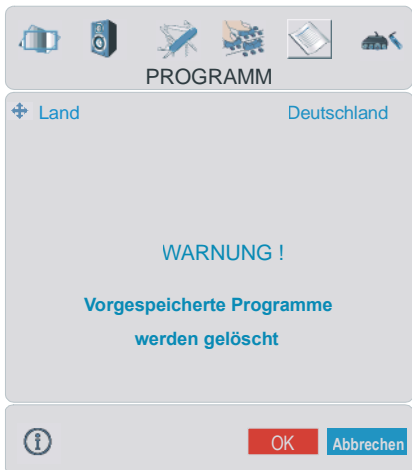 PROGRAMM
Land Deutschland
WARNUNG !
Vorgespeicherte Programme
werden gelöscht
OK Abbrechen